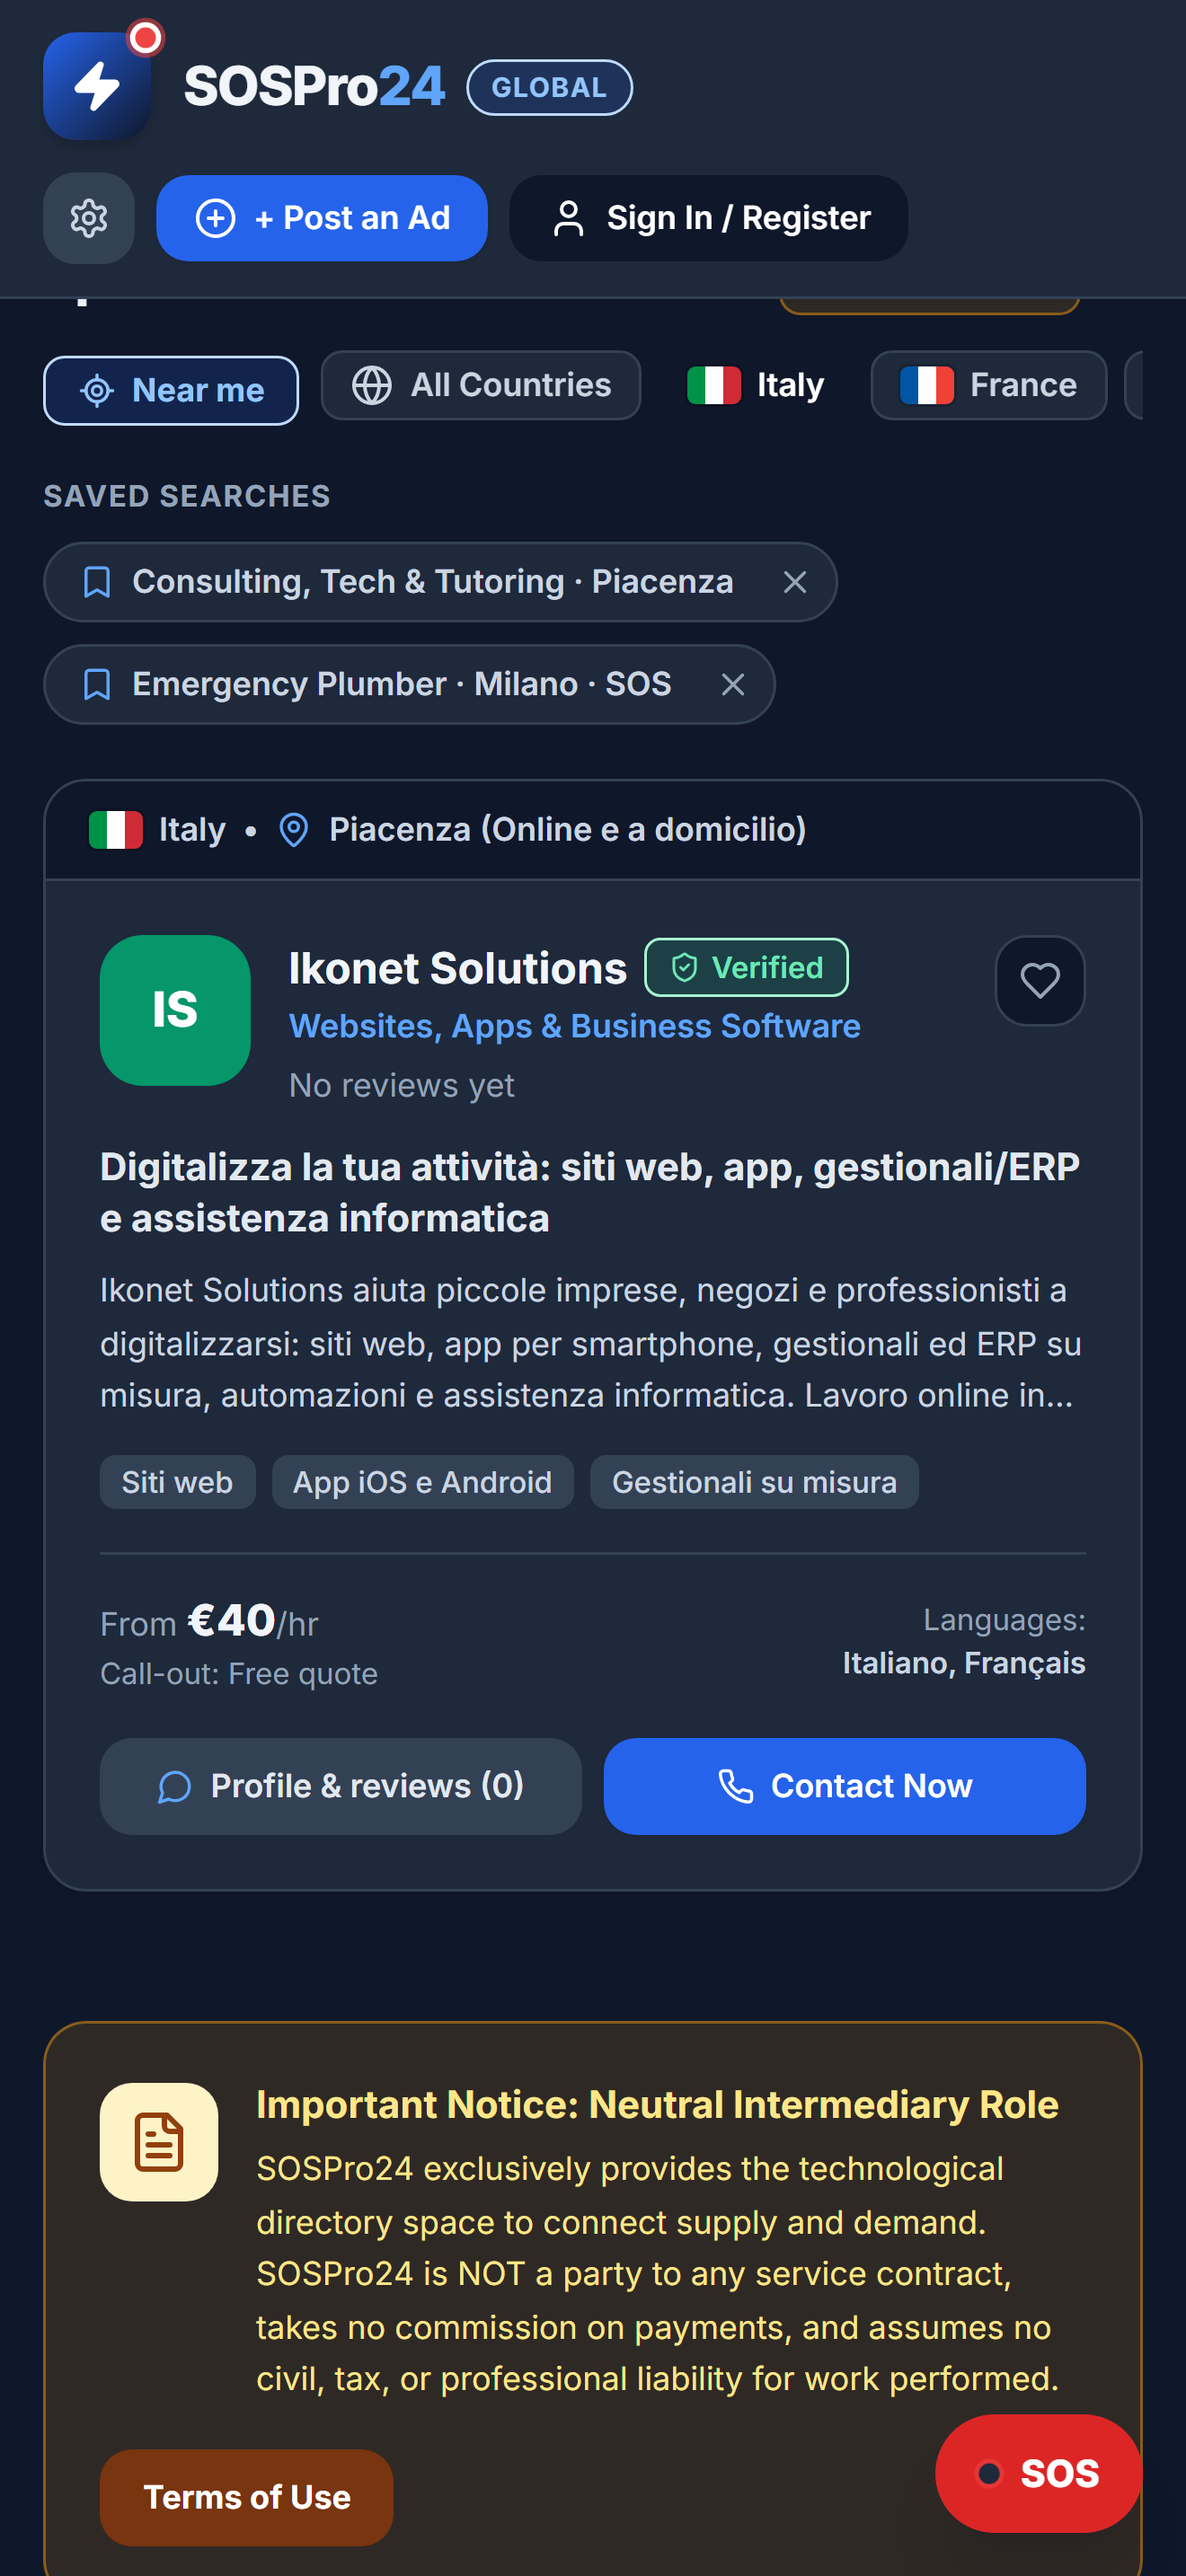 SOSPro24 GLOBAL
+ Post an Ad
Sign In / Register
Near me
All Countries
Italy
France
SAVED SEARCHES
Consulting, Tech & Tutoring · Piacenza
Emergency Plumber · Milano · SOS
Italy • Piacenza (Online e a domicilio)
IS
Ikonet Solutions
Verified
Websites, Apps & Business Software
No reviews yet
Digitalizza la tua attività: siti web, app, gestionali/ERP
e assistenza informatica
Ikonet Solutions aiuta piccole imprese, negozi e professionisti a
digitalizzarsi: siti web, app per smartphone, gestionali ed ERP su
misura, automazioni e assistenza informatica. Lavoro online in...
Siti web
App iOS e Android
Gestionali su misura
From €40/hr
Call-out: Free quote
Languages:
Italiano, Français
Profile & reviews (0)
Contact Now
Important Notice: Neutral Intermediary Role
SOSPro24 exclusively provides the technological
directory space to connect supply and demand.
SOSPro24 is NOT a party to any service contract,
takes no commission on payments, and assumes no
civil, tax, or professional liability for work performed.
Terms of Use
SOS